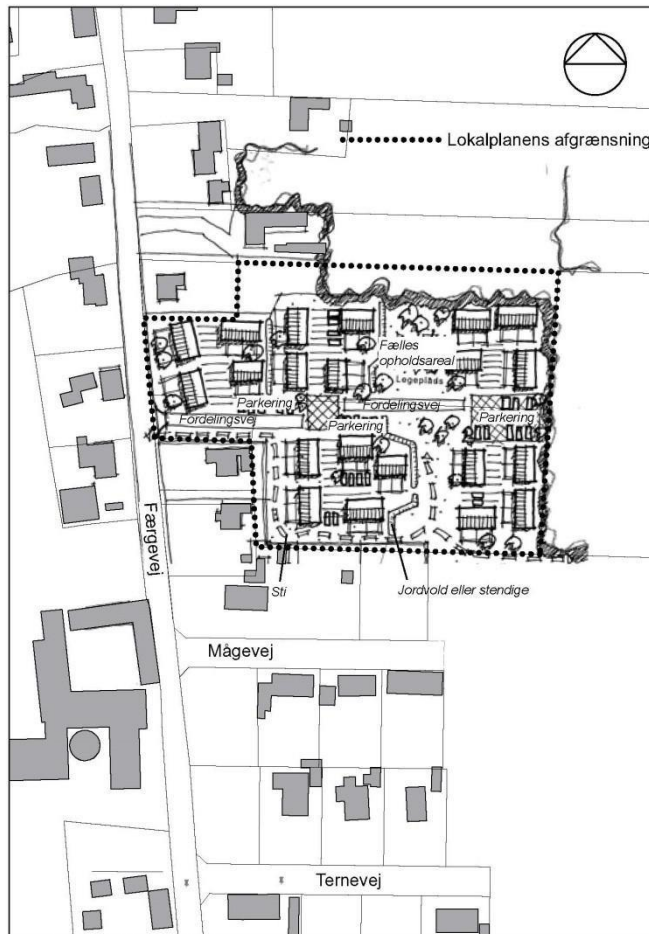 Lokalplanens afgrænsning
Fælles
opholdsareal
Legeplads
Parkering
Fordelingsvej
Parkering
Fordelingsvej
Parkering
Færgevej
Sti
Jordvold eller stendige
Mågevej
Ternevej